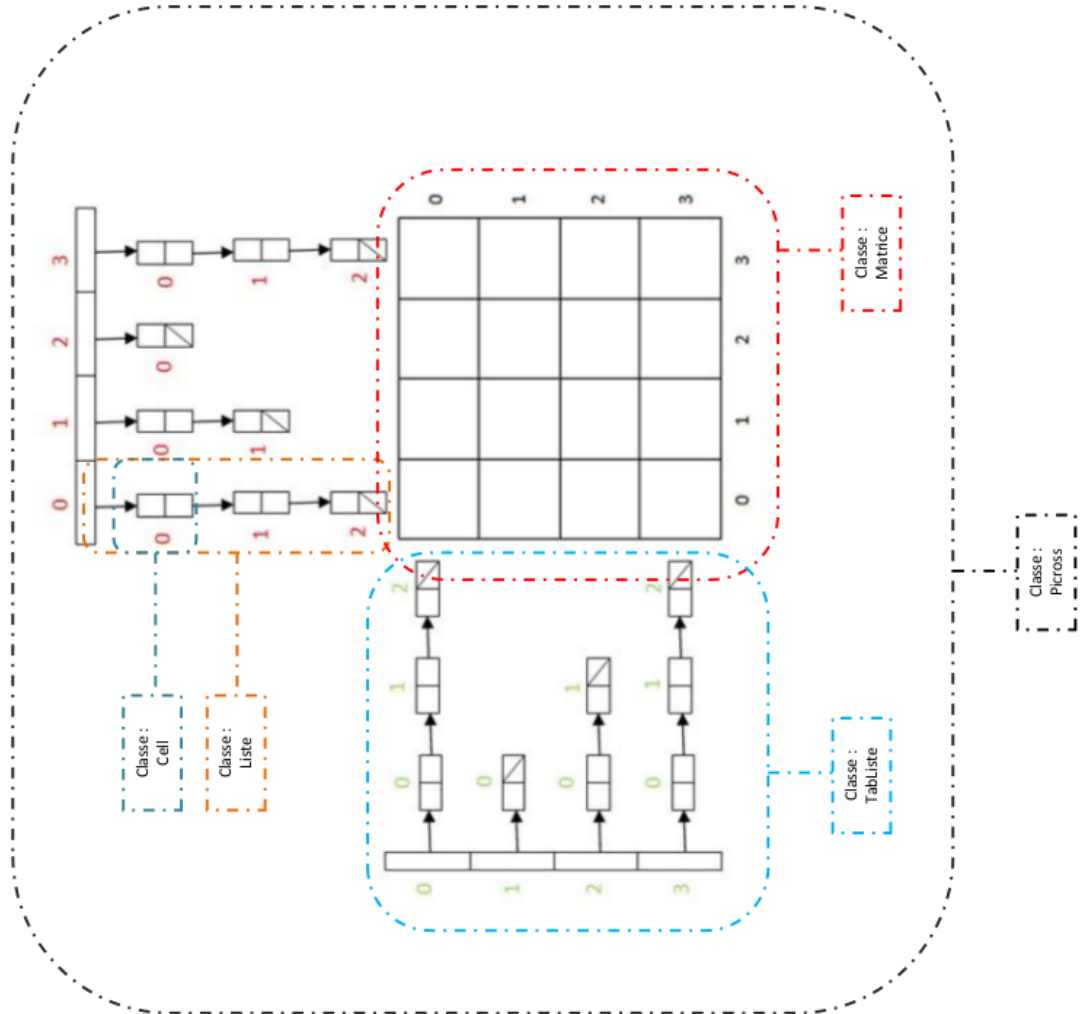 0 1 2 3
0 0 0 0
1 1 1
2 2
0
1
2
3
0 1 2 3
0 0 1 2
1 0
2 0 1
3 0 1 2
Classe :
Cell
Classe :
Liste
Classe :
Matrice
Classe :
TabListe
Classe :
Picross